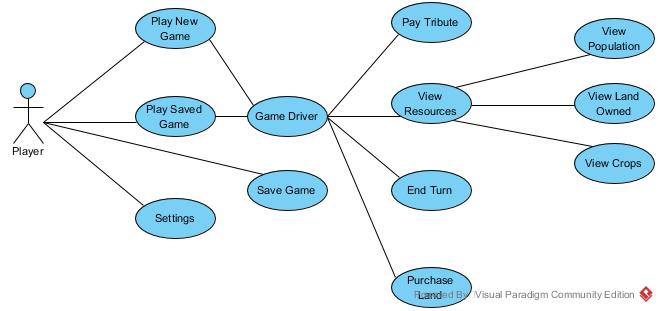 Play New
Game
Pay Tribute
View
Population
Play Saved
Game
Game Driver
View
Resources
View Land
Owned
Player
View Crops
Save Game
End Turn
Settings
Purchase
Land
Powered By Visual Paradigm Community Edition